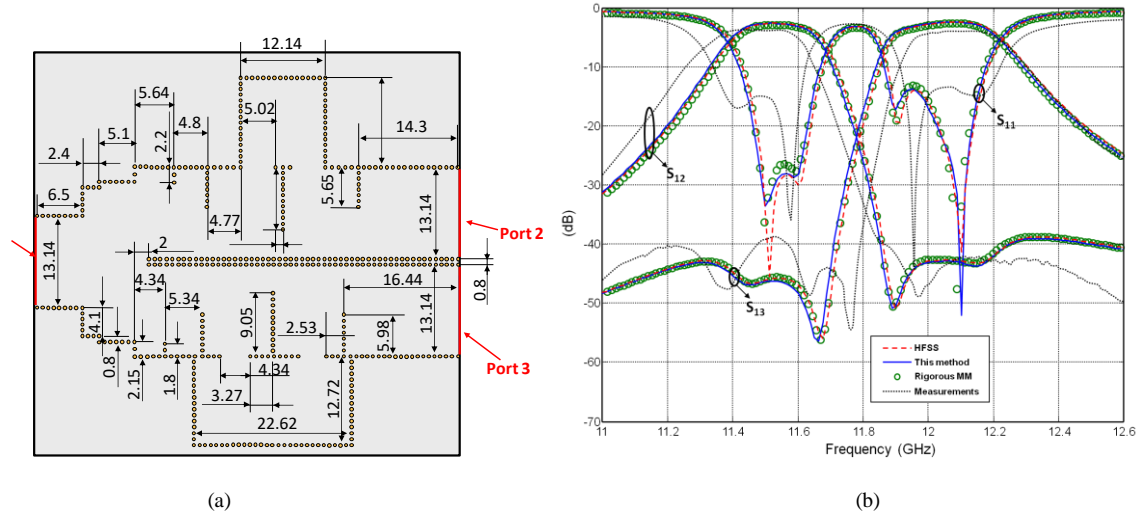 12.14
5.64
4.8
2.2
5.02
5.1
14.3
2.4
6.5
5.65
13.14
4.77
13.14
Port 2
2
0.8
4.34
16.44
5.34
4.1
9.05
2.53
5.98
13.14
0.8
2.15
1.8
4.34
3.27
12.72
Port 3
22.62
(a)
0
-10
-20
-30
-40
-50
-60
-70
(dB)
S12
S11
S13
HFSS
This method
Rigorous MM
Measurements
11 11.2 11.4 11.6 11.8 12 12.2 12.4 12.6
Frequency (GHz)
(b)